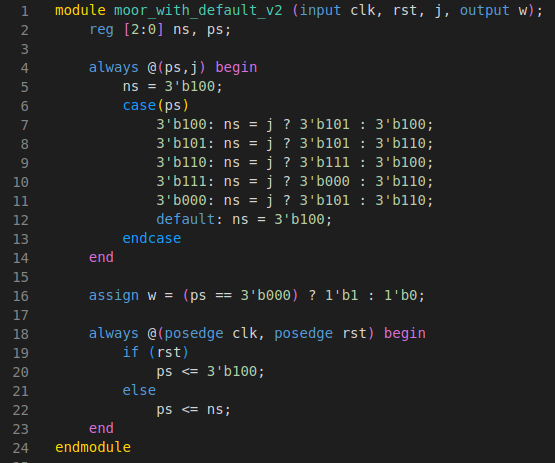 1 module moor_with_default_v2 (input clk, rst, j, output w);
2     reg [2:0] ns, ps;
3
4     always @(ps,j) begin
5         ns = 3'b100;
6         case(ps)
7             3'b100: ns = j ? 3'b101 : 3'b100;
8             3'b101: ns = j ? 3'b101 : 3'b110;
9             3'b110: ns = j ? 3'b111 : 3'b100;
10             3'b111: ns = j ? 3'b000 : 3'b110;
11             3'b000: ns = j ? 3'b101 : 3'b110;
12             default: ns = 3'b100;
13         endcase
14     end
15
16     assign w = (ps == 3'b000) ? 1'b1 : 1'b0;
17
18     always @(posedge clk, posedge rst) begin
19         if (rst)
20             ps <= 3'b100;
21         else
22             ps <= ns;
23     end
24 endmodule